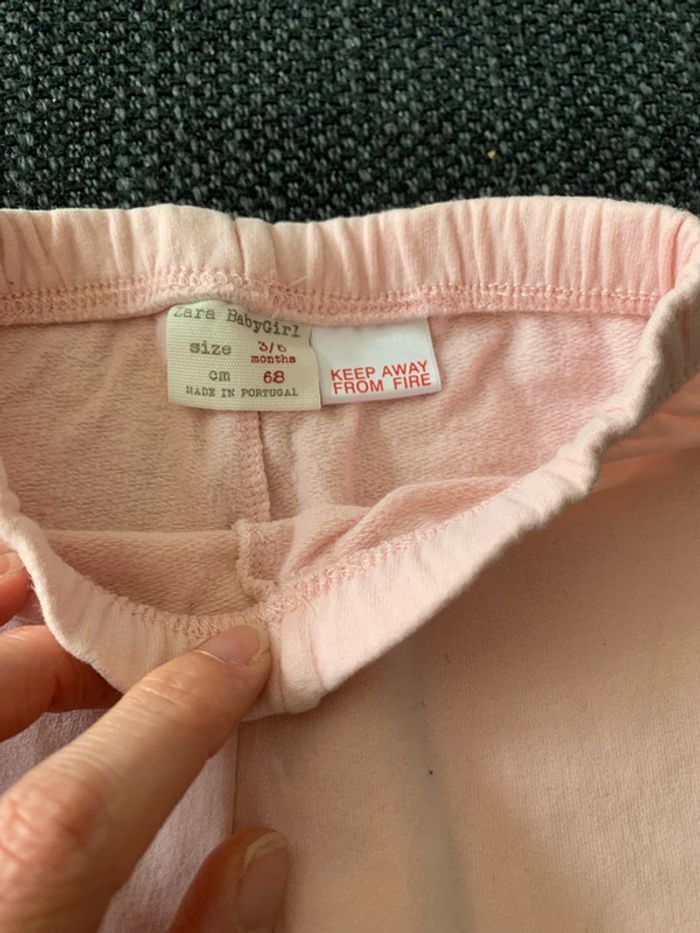 Zara BabyGirl
size 3/6
months
cm 68
MADE IN PORTUGAL
KEEP AWAY
FROM FIRE